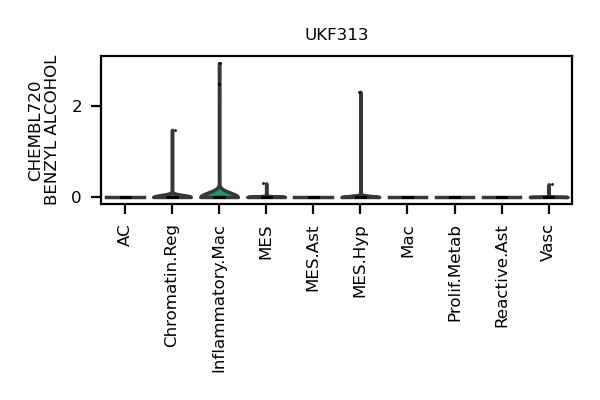 UKF313
CHEMBL720
BENZYL ALCOHOL
2
0
AC
Chromatin.Reg
Inflammatory.Mac
MES
MES.Ast
MES.Hyp
Mac
Prolif.Metab
Reactive.Ast
Vasc